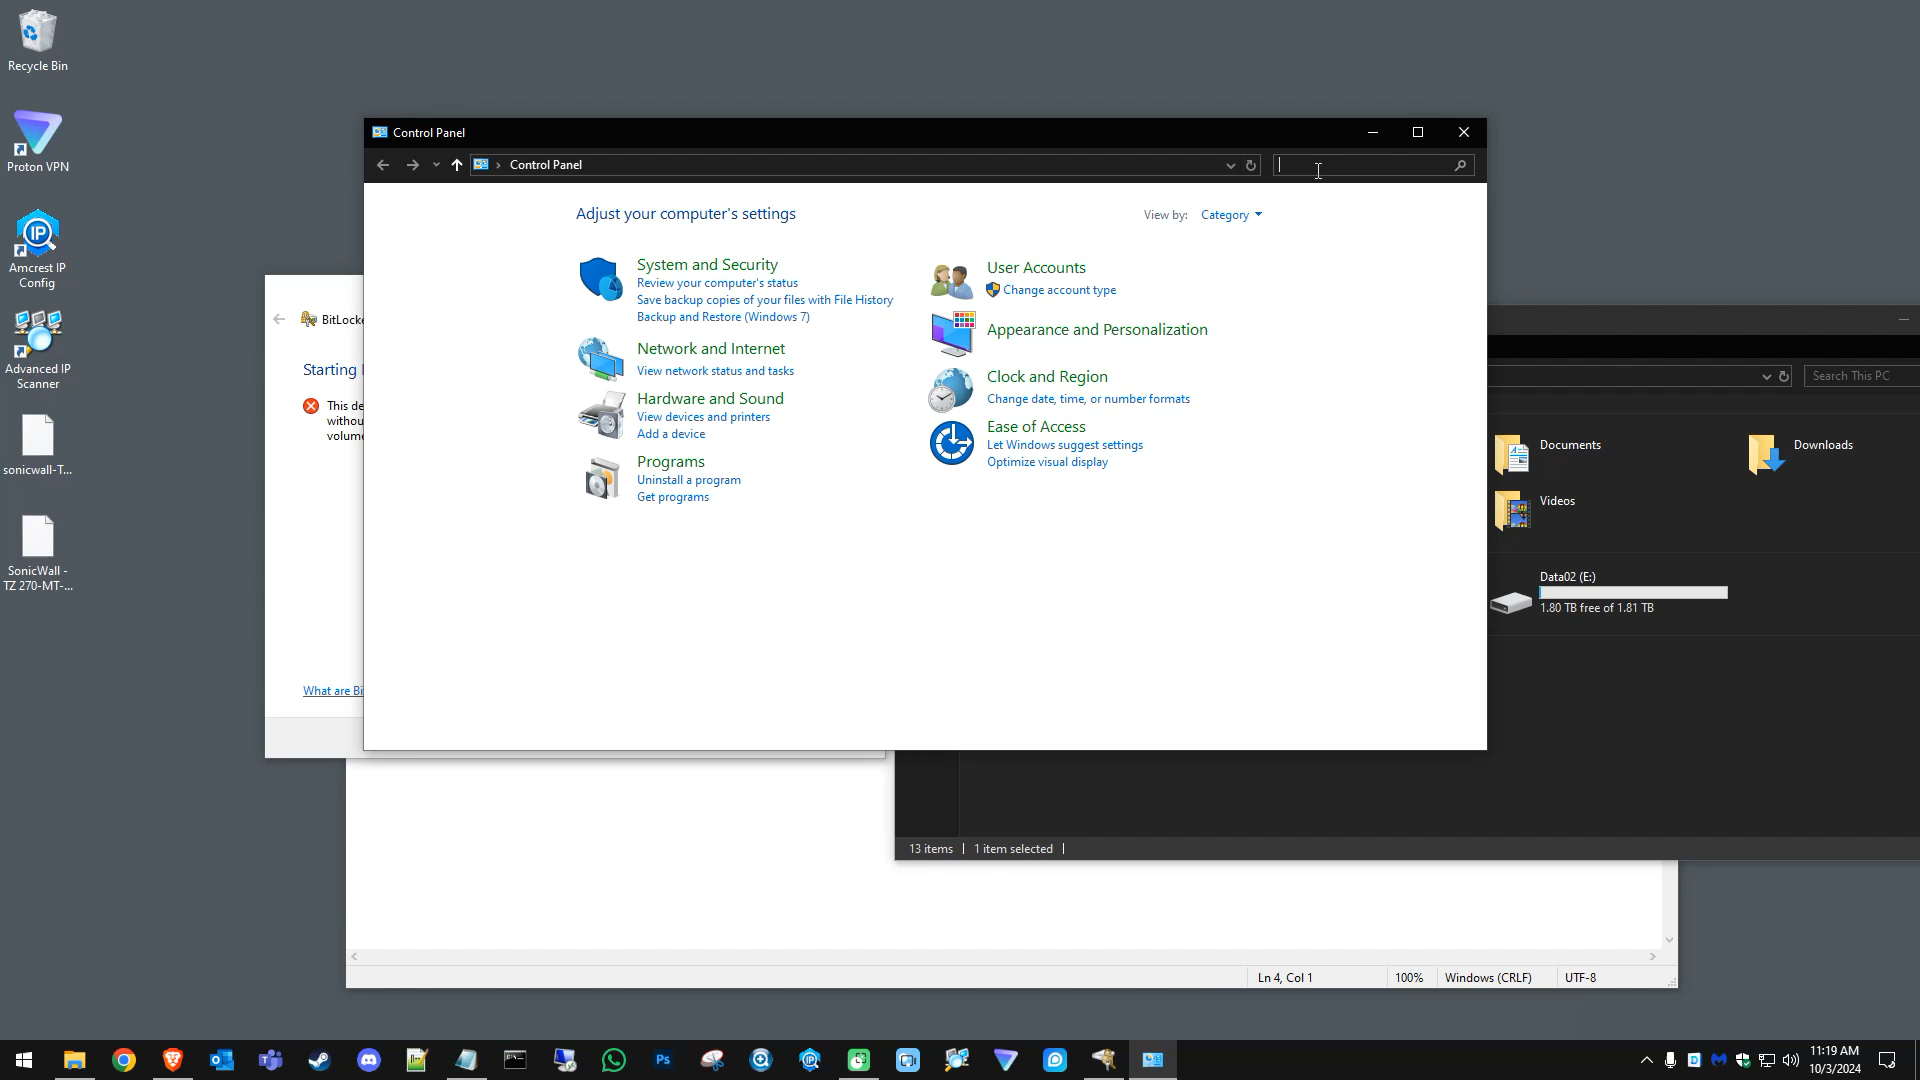 Recycle Bin
Proton VPN
Amcrest IP
Config
Advanced IP
Scanner
sonicwall-T...
SonicWall -
TZ 270-MT-...
Control Panel
Control Panel
Adjust your computer's settings
View by: Category
System and Security
Review your computer's status
Save backup copies of your files with File History
Backup and Restore (Windows 7)
Network and Internet
View network status and tasks
Hardware and Sound
View devices and printers
Add a device
Programs
Uninstall a program
Get programs
User Accounts
Change account type
Appearance and Personalization
Clock and Region
Change date, time, or number formats
Ease of Access
Let Windows suggest settings
Optimize visual display
BitLocke
Starting
This de
withou
volum
What are Bi
Search This PC
Documents
Downloads
Videos
Data02 (E:)
1.80 TB free of 1.81 TB
13 items
1 item selected
Ln 4, Col 1
100%
Windows (CRLF)
UTF-8
Ps
11:19 AM
10/3/2024